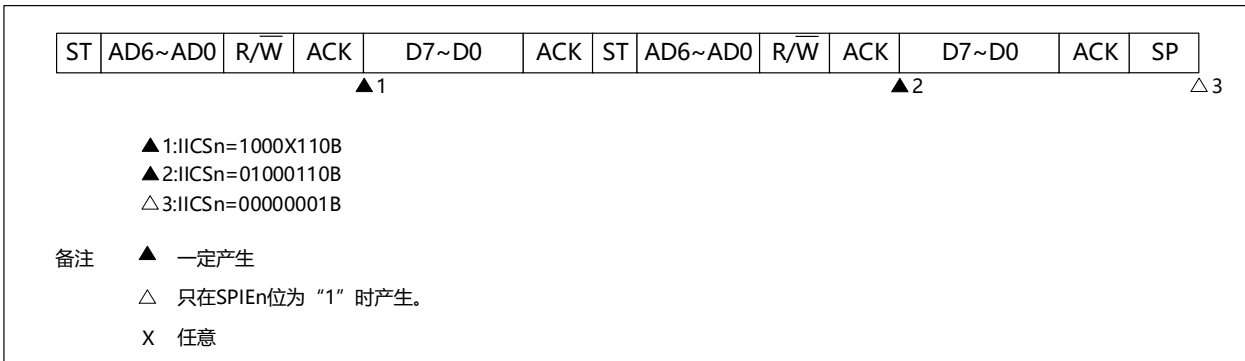 ST AD6~AD0 R/W̅ ACK D7~D0 ACK ST AD6~AD0 R/W̅ ACK D7~D0 ACK SP
▲1 ▲2 △3
▲1:IICSn=1000X110B
▲2:IICSn=01000110B
△3:IICSn=00000001B
备注 ▲ 一定产生
△ 只在SPIEn位为“1”时产生。
X 任意